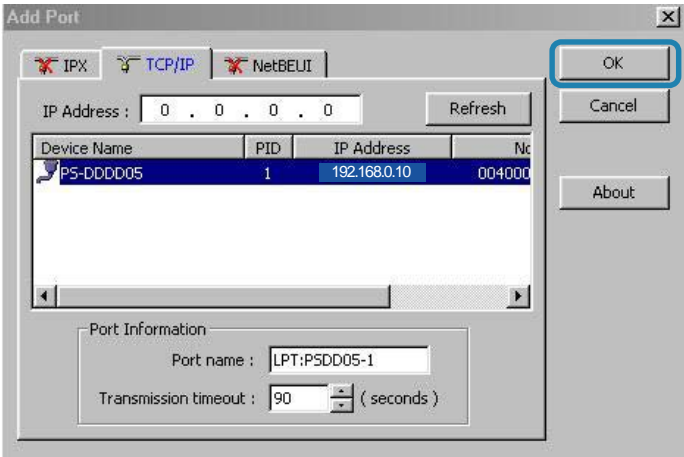 Add Port
IPX TCP/IP NetBEUI
OK
IP Address : 0 . 0 . 0 . 0 Refresh
Cancel
Device Name PID IP Address No
PS-DDDD05 1 192.168.0.10 004000
About
Port Information
Port name : LPT:PSDD05-1
Transmission timeout : 90 ( seconds )